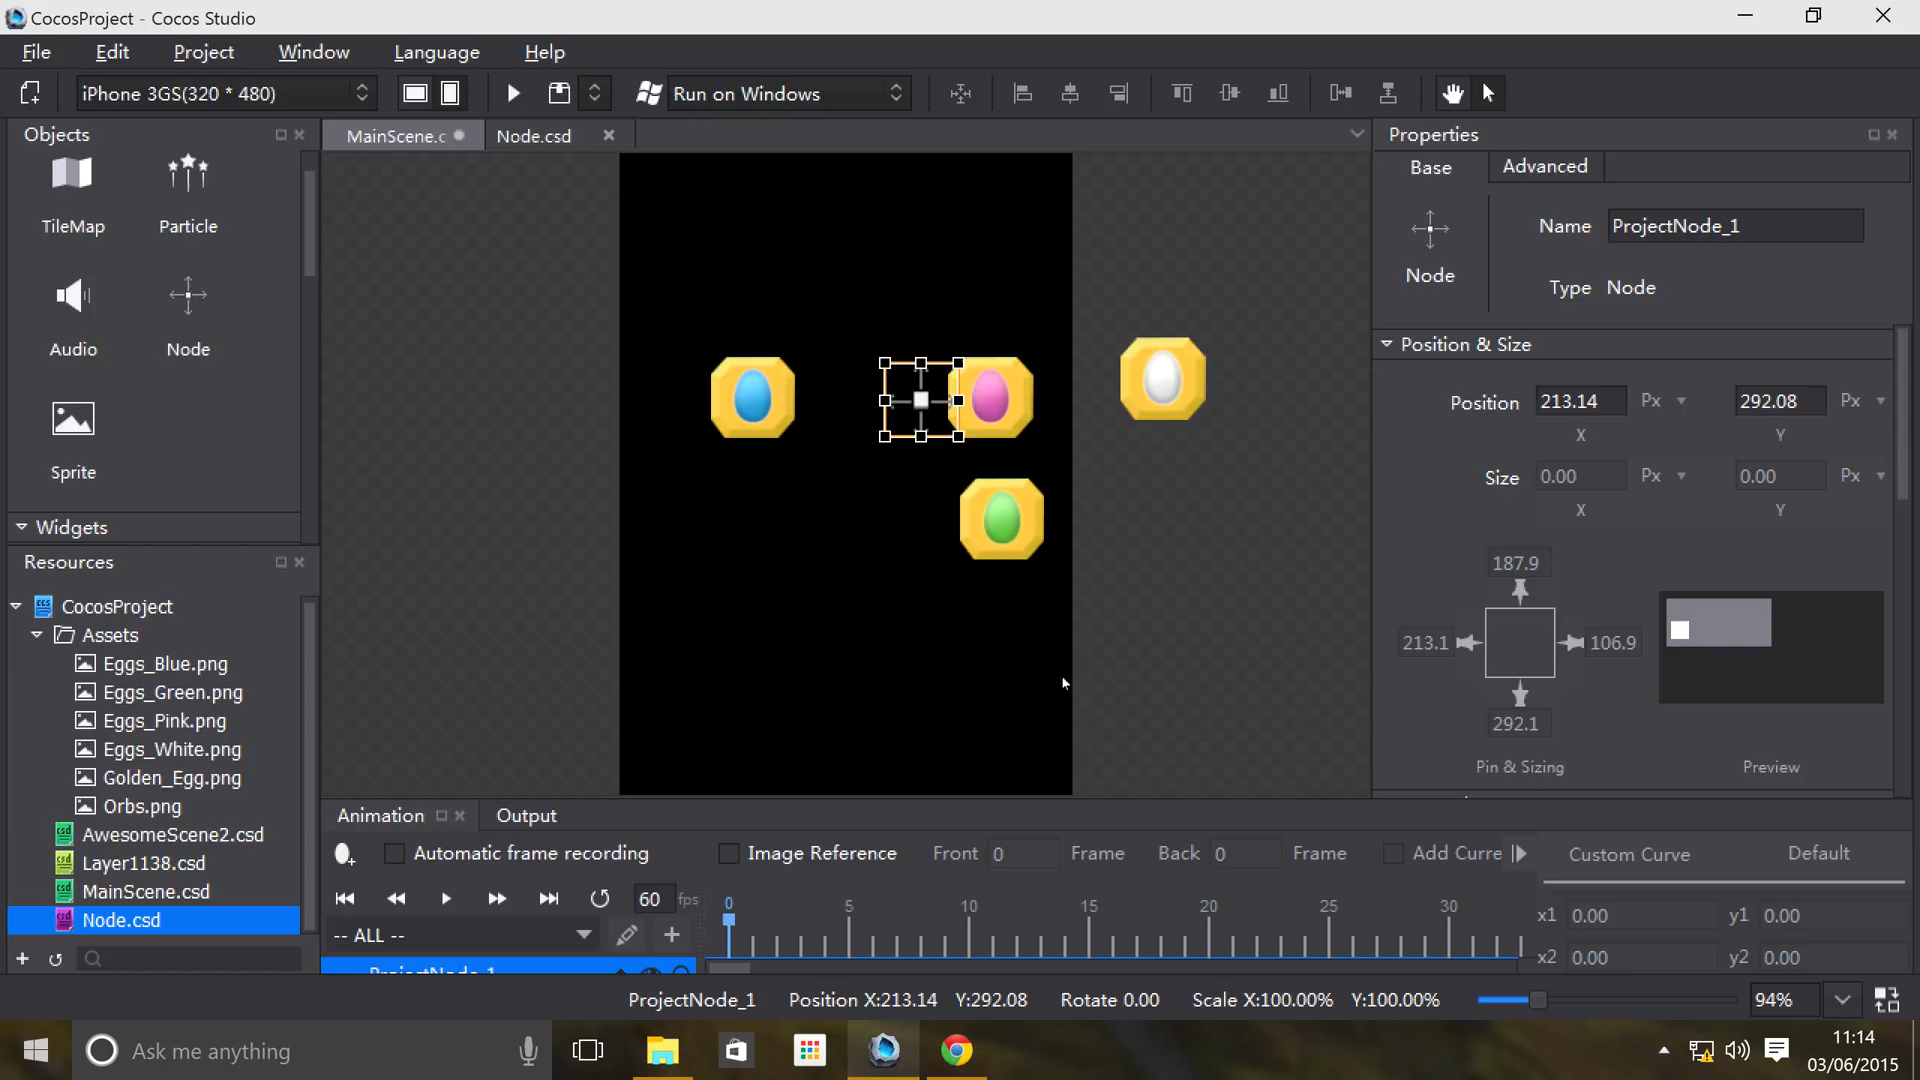 CocosProject - Cocos Studio
File Edit Project Window Language Help
iPhone 3GS(320 * 480)
Run on Windows
Objects
TileMap Particle
Audio Node
Sprite
Widgets
Resources
CocosProject
Assets
Eggs_Blue.png
Eggs_Green.png
Eggs_Pink.png
Eggs_White.png
Golden_Egg.png
Orbs.png
AwesomeScene2.csd
Layer1138.csd
MainScene.csd
Node.csd
MainScene.c Node.csd
Properties
Base Advanced
Node
Name ProjectNode_1
Type Node
Position & Size
Position 213.14 Px 292.08 Px
X Y
Size 0.00 Px 0.00 Px
X Y
187.9
213.1 106.9
292.1
Pin & Sizing Preview
Animation Output
Automatic frame recording Image Reference Front 0 Frame Back 0 Frame Add Curre Custom Curve Default
60 fps
0 5 10 15 20 25 30
-- ALL --
ProjectNode_1
x1 0.00 y1 0.00
x2 0.00 y2 0.00
ProjectNode_1 Position X:213.14 Y:292.08 Rotate 0.00 Scale X:100.00% Y:100.00% 94%
Ask me anything
11:14
03/06/2015